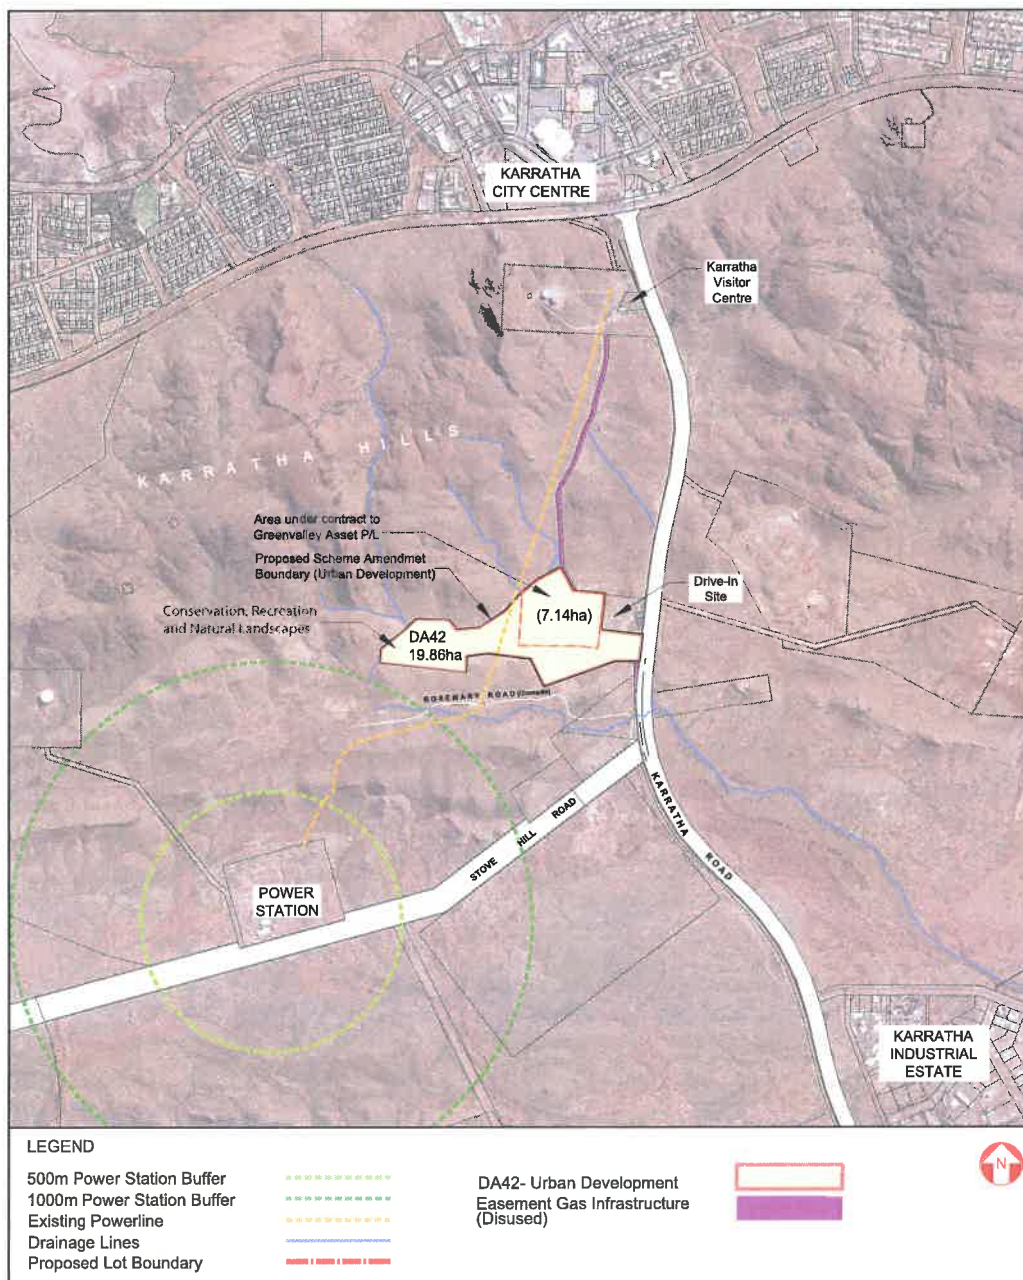 KARRATHA
CITY CENTRE
Karratha
Visitor
Centre
KARRATHA HILLS
Area under contract to
Greenvalley Asset P/L
Proposed Scheme Amendmet
Boundary (Urban Development)
Conservation, Recreation
and Natural Landscapes
Drive-In
Site
(7.14ha)
DA42
19.86ha
ROSEMARY ROAD
STOVE HILL ROAD
KARRATHA ROAD
POWER
STATION
KARRATHA
INDUSTRIAL
ESTATE
LEGEND
500m Power Station Buffer
1000m Power Station Buffer
Existing Powerline
Drainage Lines
Proposed Lot Boundary
DA42- Urban Development
Easement Gas Infrastructure
(Disused)
N